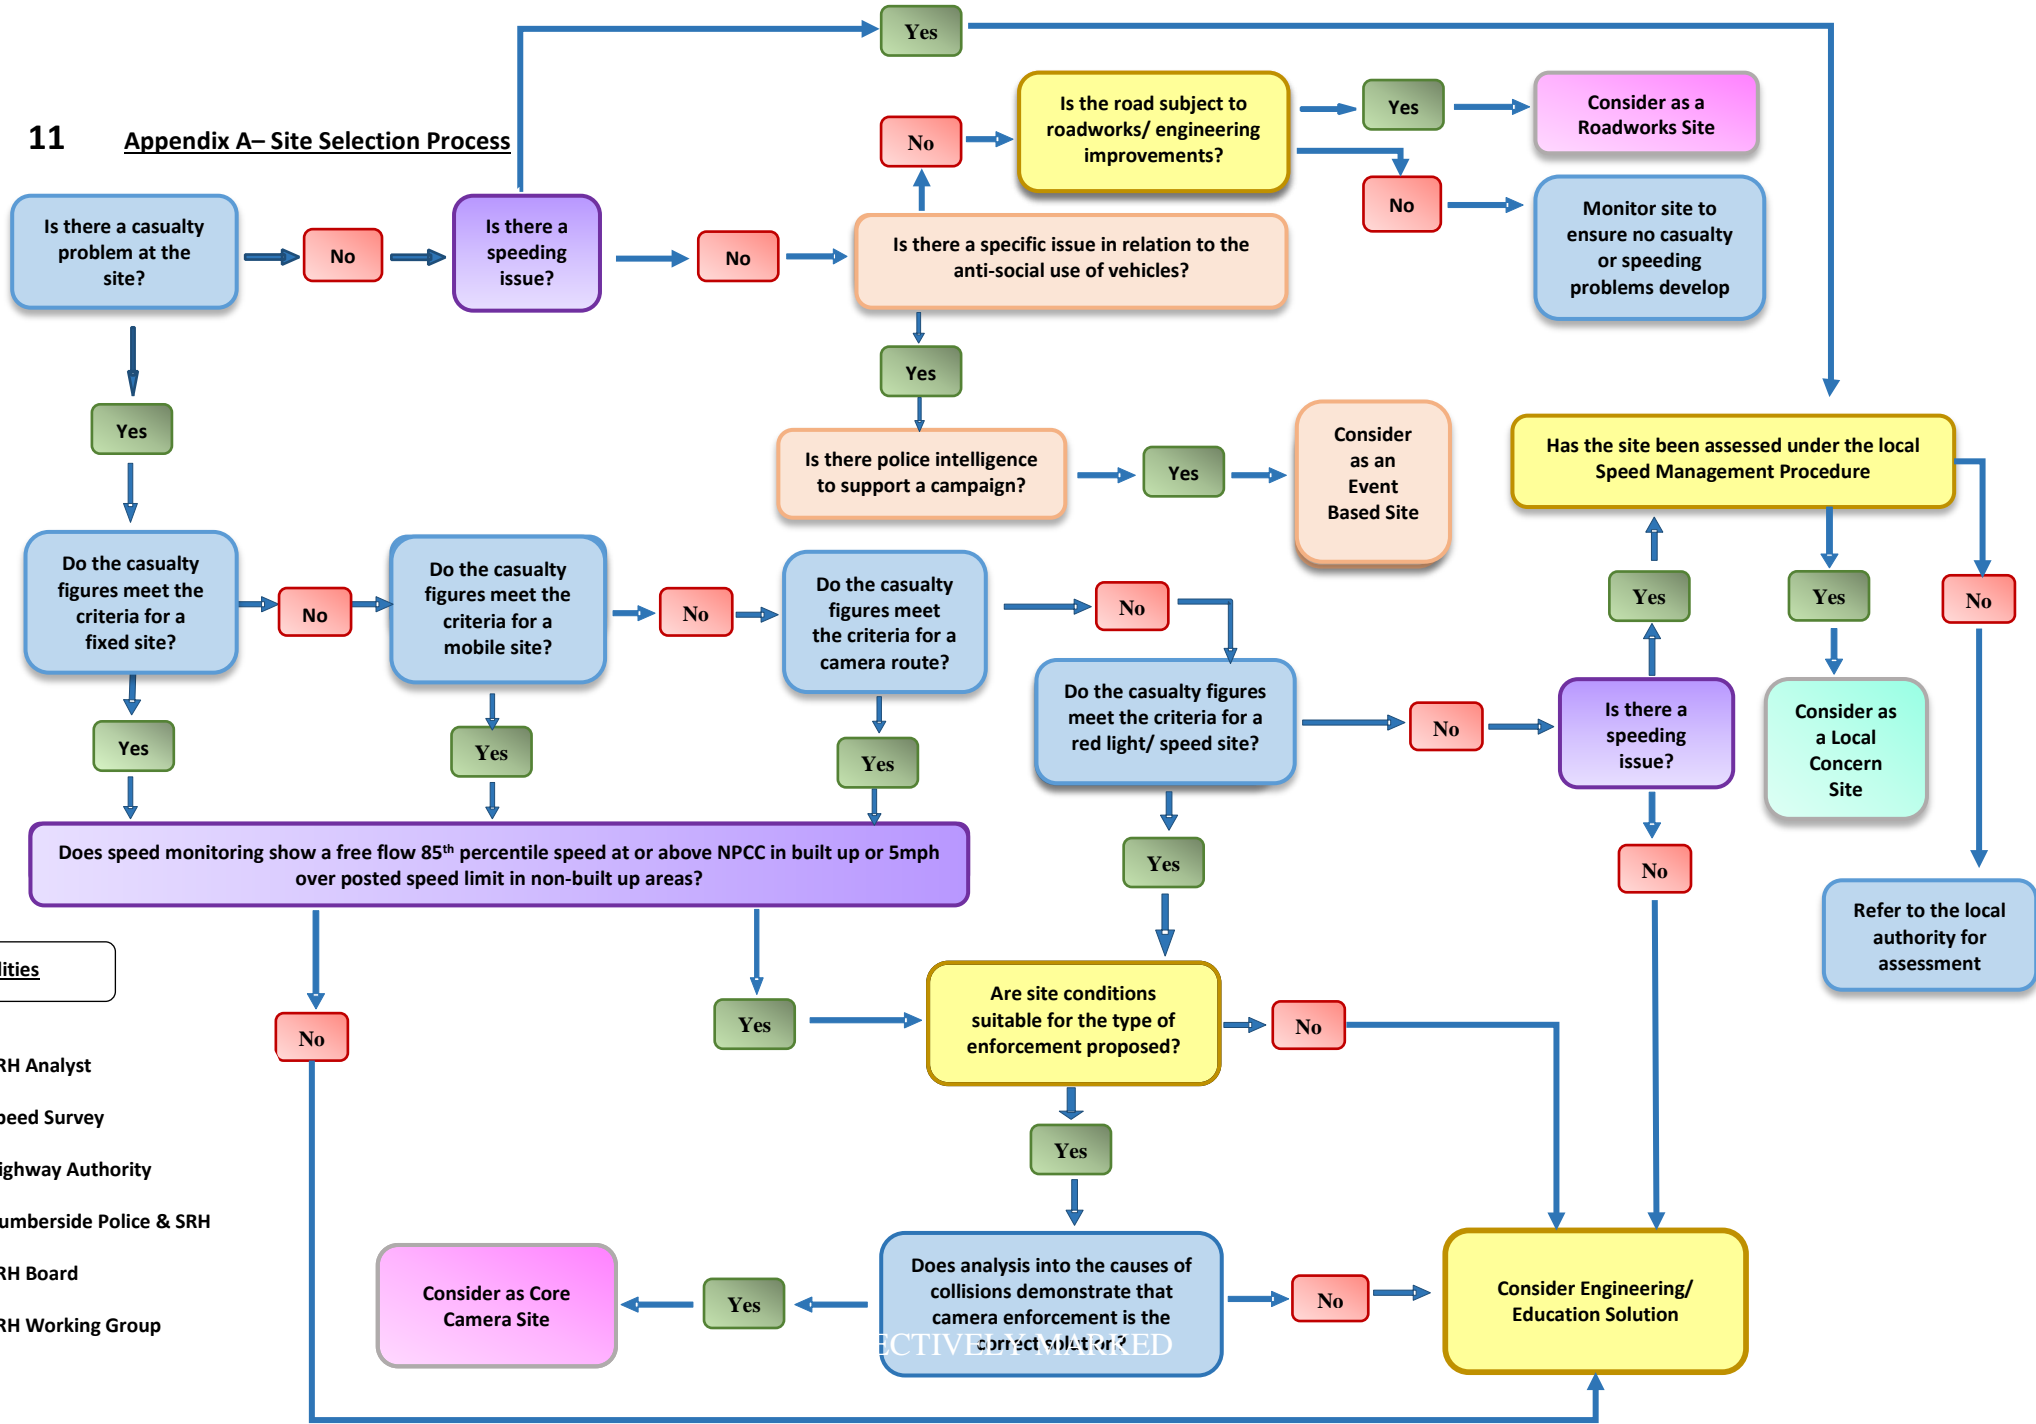 Yes
11 Appendix A– Site Selection Process
Is the road subject to
roadworks/ engineering
improvements?
Yes
Consider as a
Roadworks Site
No
No
Monitor site to
ensure no casualty
or speeding
problems develop
Is there a casualty
problem at the
site?
No
Is there a
speeding
issue?
No
Is there a specific issue in relation to the
anti-social use of vehicles?
Yes
Yes
Is there police intelligence
to support a campaign?
Yes
Consider
as an
Event
Based Site
Has the site been assessed under the local
Speed Management Procedure
Do the casualty
figures meet the
criteria for a
fixed site?
No
Do the casualty
figures meet the
criteria for a
mobile site?
No
Do the casualty
figures meet
the criteria for a
camera route?
No
Yes
Yes
No
Do the casualty figures
meet the criteria for a
red light/ speed site?
No
Is there a
speeding
issue?
Consider as
a Local
Concern
Site
Yes
Yes
Yes
Does speed monitoring show a free flow 85th percentile speed at or above NPCC in built up or 5mph
over posted speed limit in non-built up areas?
Yes
No
Refer to the local
authority for
assessment
lities
No
Yes
Are site conditions
suitable for the type of
enforcement proposed?
No
RH Analyst
peed Survey
ighway Authority
umberside Police & SRH
RH Board
RH Working Group
Yes
Consider as Core
Camera Site
Yes
Does analysis into the causes of
collisions demonstrate that
camera enforcement is the
correct solution?
No
Consider Engineering/
Education Solution
ECTIVELY MARKED